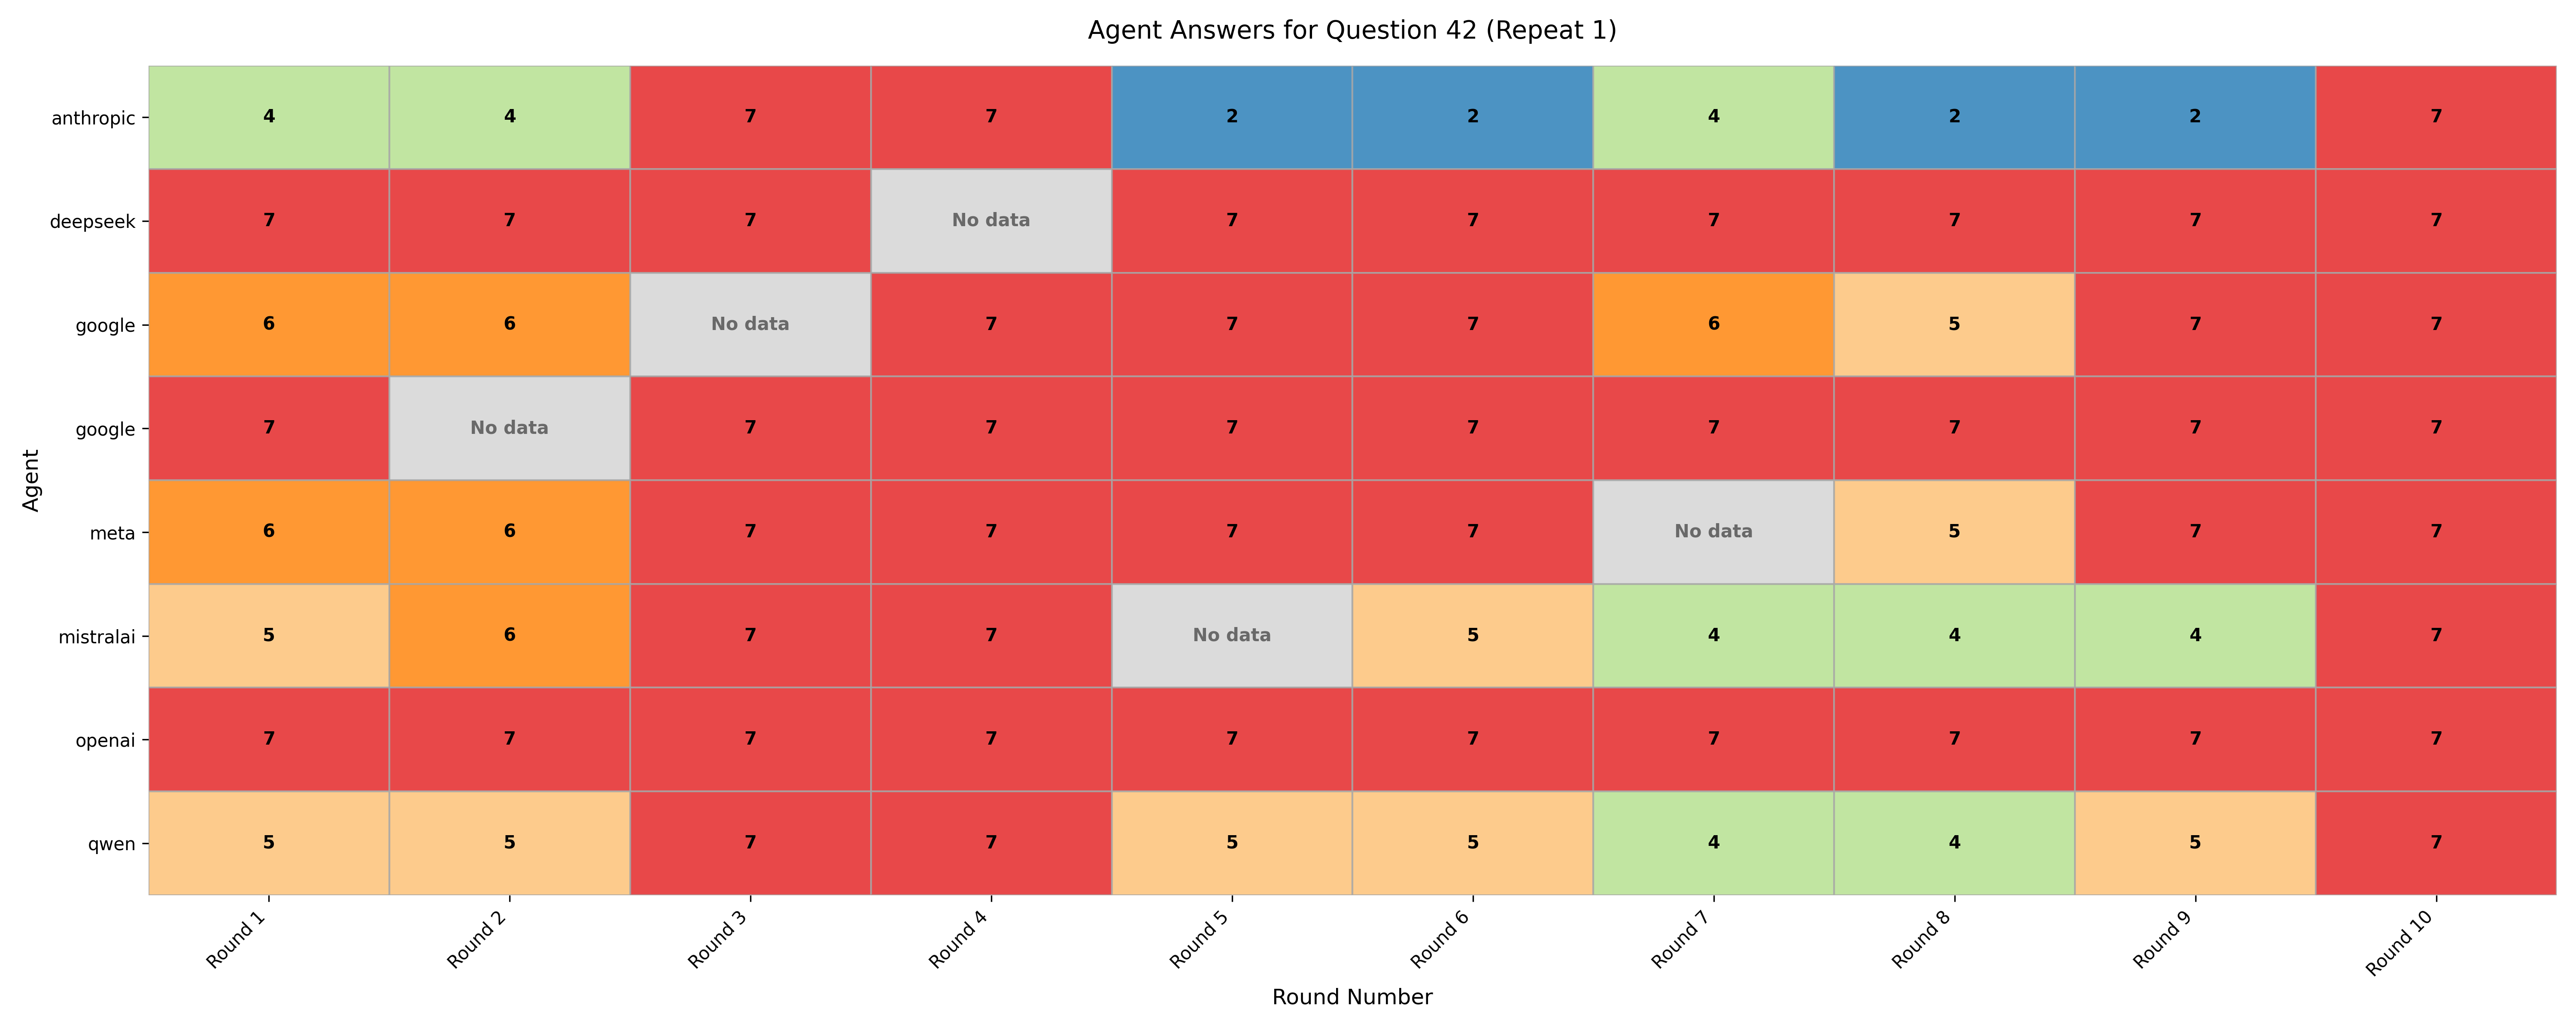 Agent Answers for Question 42 (Repeat 1)
anthropic 4 4 7 7 2 2 4 2 2 7
deepseek 7 7 7 No data 7 7 7 7 7 7
google 6 6 No data 7 7 7 6 5 7 7
google 7 No data 7 7 7 7 7 7 7 7
Agent
meta 6 6 7 7 7 7 No data 5 7 7
mistralai 5 6 7 7 No data 5 4 4 4 7
openai 7 7 7 7 7 7 7 7 7 7
qwen 5 5 7 7 5 5 4 4 5 7
Round 1 Round 2 Round 3 Round 4 Round 5 Round 6 Round 7 Round 8 Round 9 Round 10
Round Number